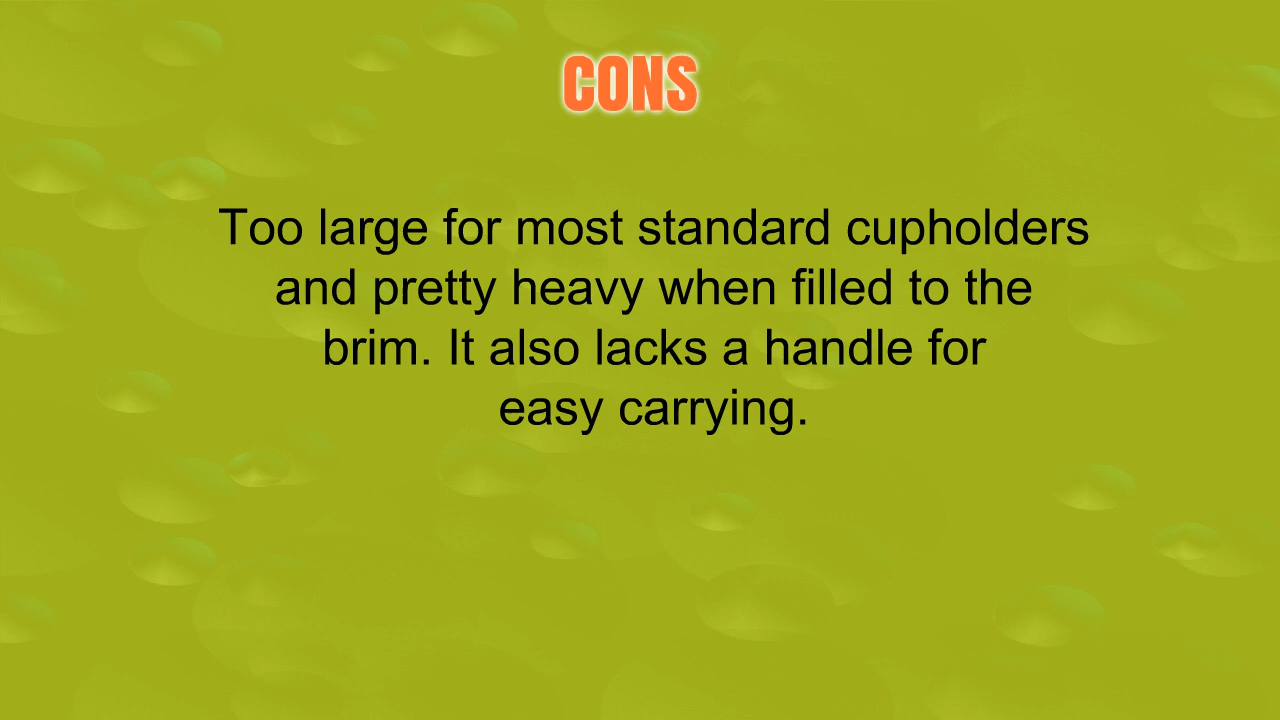 CONS
Too large for most standard cupholders
and pretty heavy when filled to the
brim. It also lacks a handle for
easy carrying.